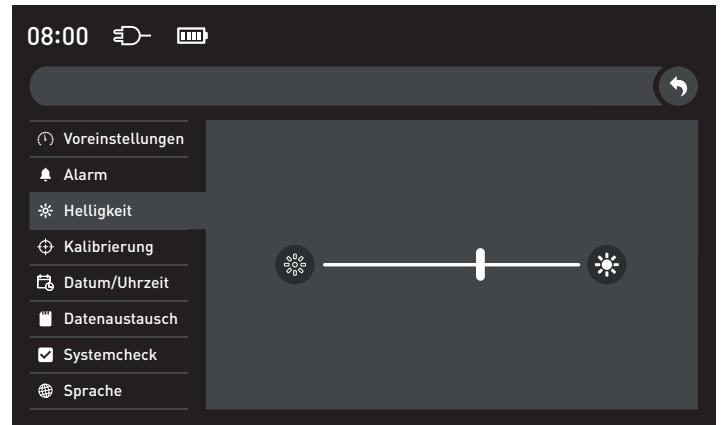 08:00
Voreinstellungen
Alarm
Helligkeit
Kalibrierung
Datum/Uhrzeit
Datenaustausch
Systemcheck
Sprache